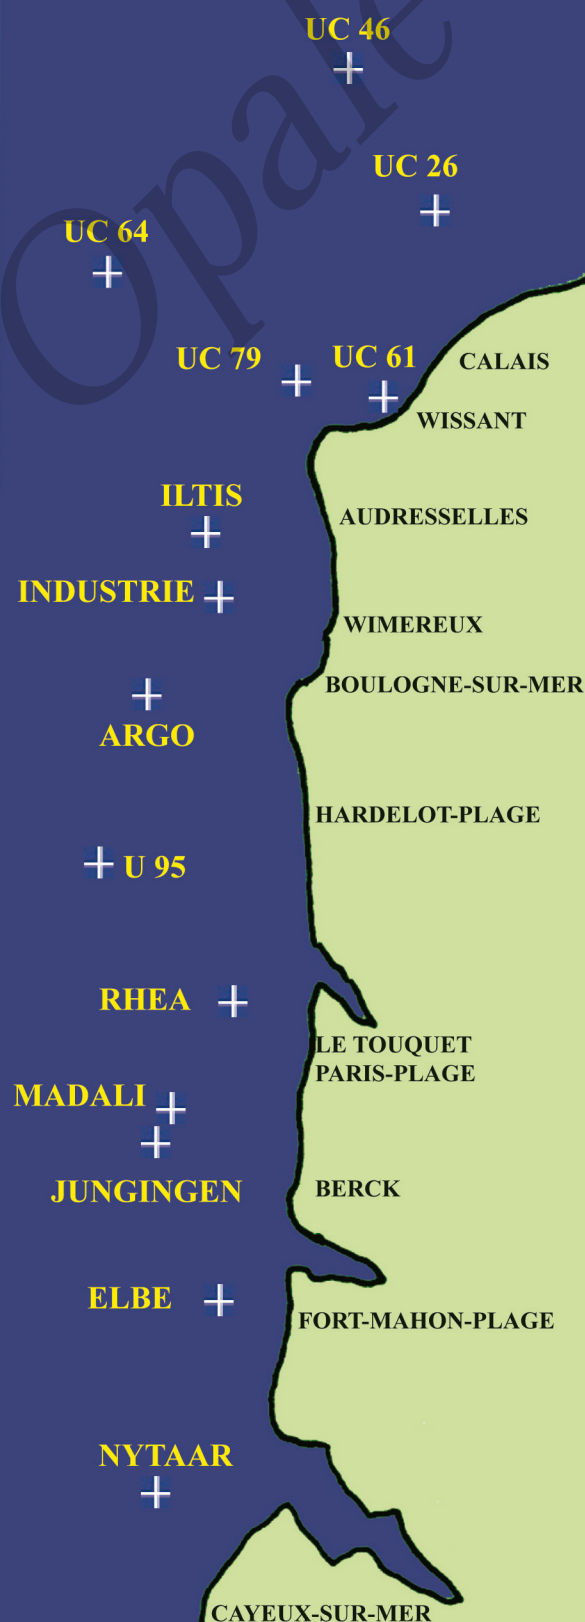 Opale
UC 46
UC 26
UC 64
UC 79
UC 61
CALAIS
WISSANT
ILTIS
AUDRESSELLES
INDUSTRIE
WIMEREUX
BOULOGNE-SUR-MER
ARGO
HARDELOT-PLAGE
U 95
RHEA
LE TOUQUET
PARIS-PLAGE
MADALI
JUNGINGEN
BERCK
ELBE
FORT-MAHON-PLAGE
NYTAAR
CAYEUX-SUR-MER